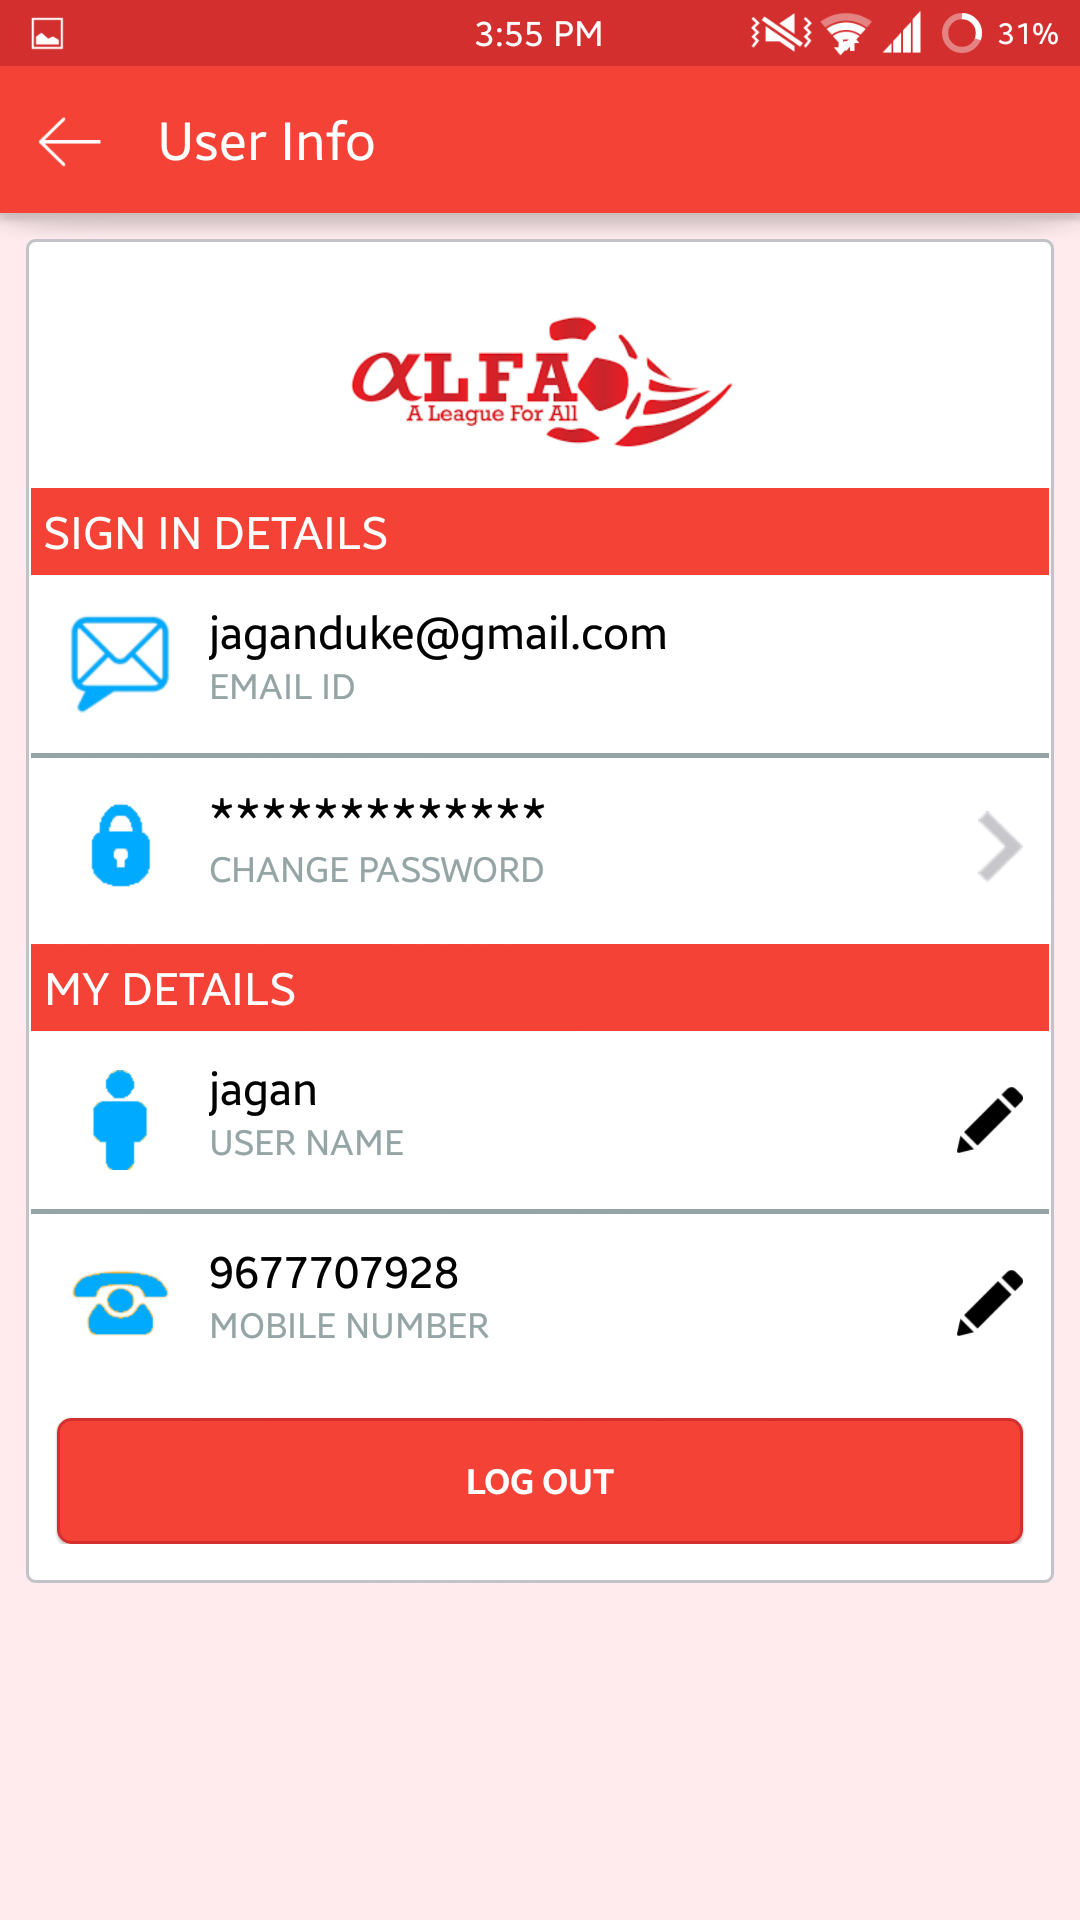 3:55 PM 31%
User Info
αLFA
A League For All
SIGN IN DETAILS
jaganduke@gmail.com
EMAIL ID
*************
CHANGE PASSWORD
MY DETAILS
jagan
USER NAME
9677707928
MOBILE NUMBER
LOG OUT